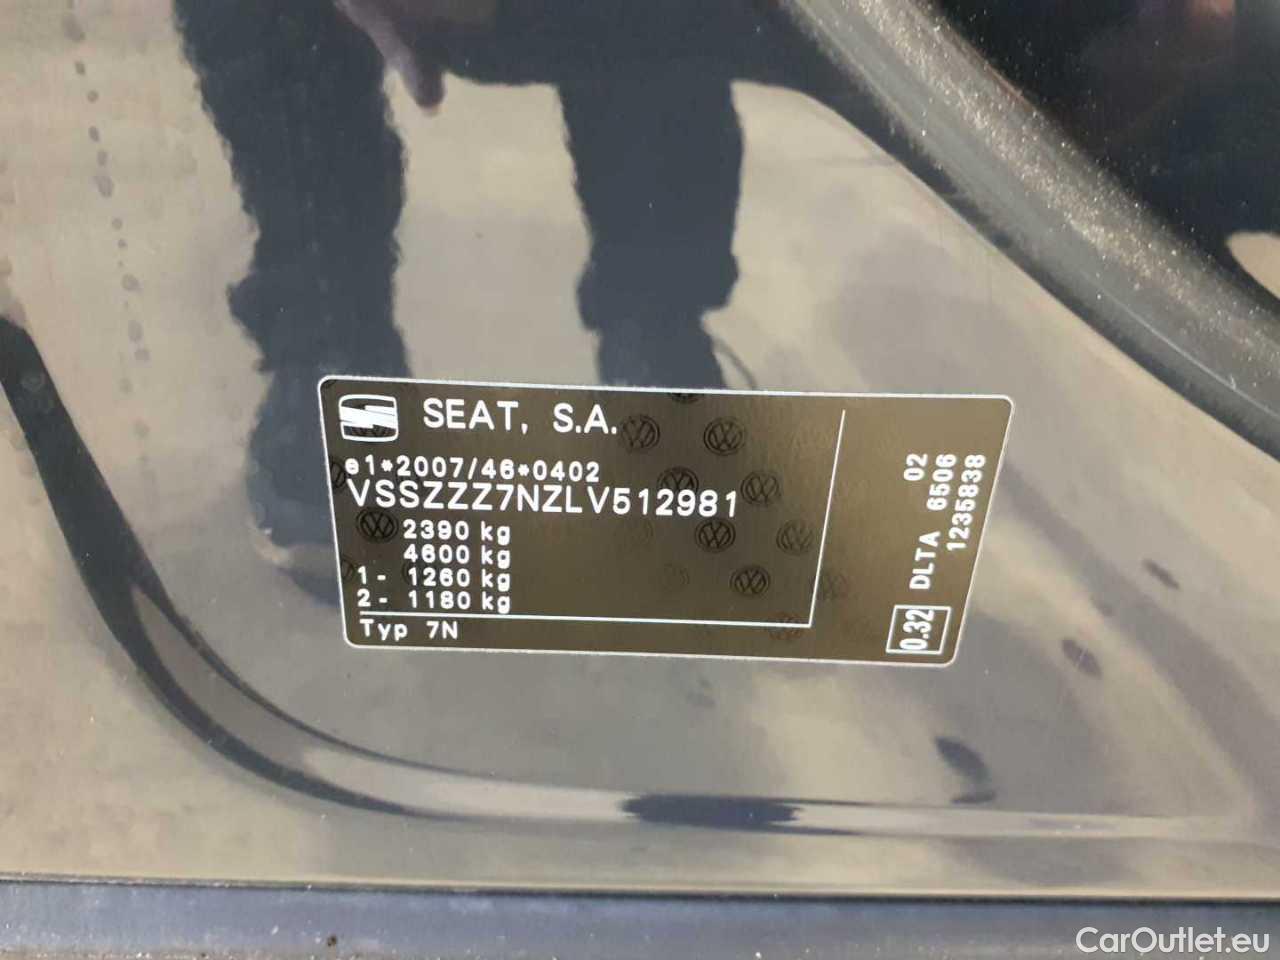 SEAT, S.A.
e1*2007/46*0402
VSSZZZ7NZLV512981
2390 kg
4600 kg
1- 1260 kg
2- 1180 kg
Typ 7N
0.32
DLTA 6506 02
1235838
CarOutlet.eu